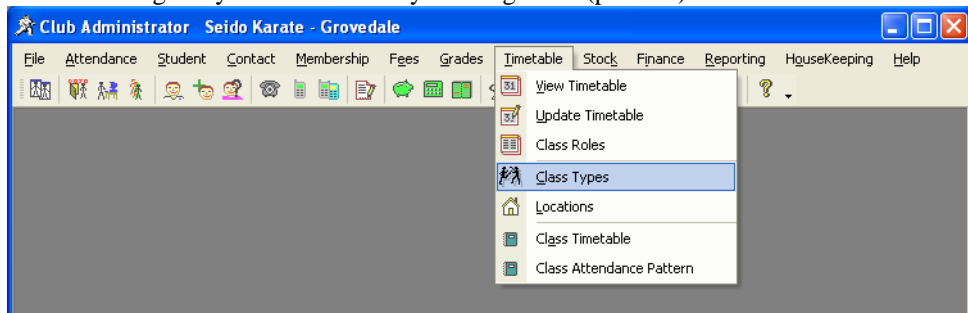 Club Administrator Seido Karate - Grovedale
File Attendance Student Contact Membership Fees Grades Timetable Stock Finance Reporting HouseKeeping Help
View Timetable
Update Timetable
Class Roles
Class Types
Locations
Class Timetable
Class Attendance Pattern